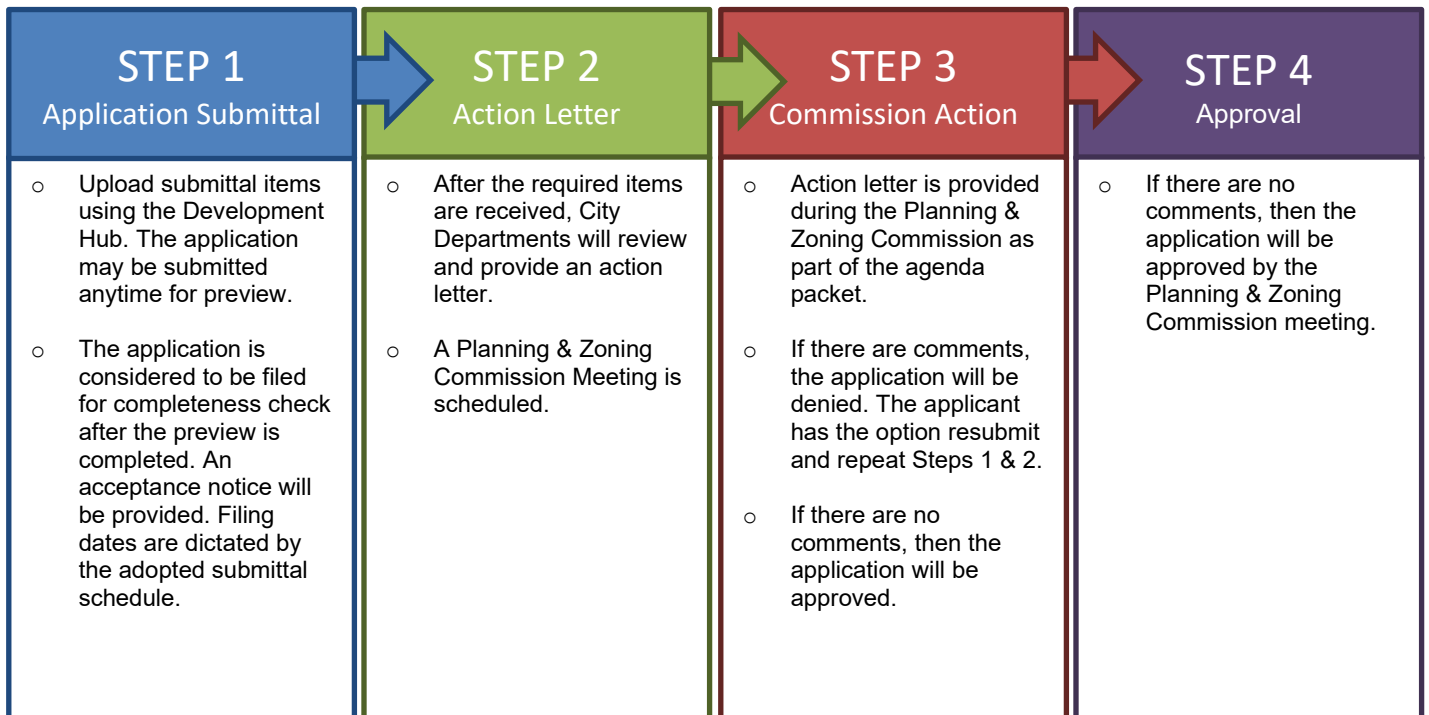 STEP 1
Application Submittal
o Upload submittal items
using the Development
Hub. The application
may be submitted
anytime for preview.
o The application is
considered to be filed
for completeness check
after the preview is
completed. An
acceptance notice will
be provided. Filing
dates are dictated by
the adopted submittal
schedule.
STEP 2
Action Letter
o After the required items
are received, City
Departments will review
and provide an action
letter.
o A Planning & Zoning
Commission Meeting is
scheduled.
STEP 3
Commission Action
o Action letter is provided
during the Planning &
Zoning Commission as
part of the agenda
packet.
o If there are comments,
the application will be
denied. The applicant
has the option resubmit
and repeat Steps 1 & 2.
o If there are no
comments, then the
application will be
approved.
STEP 4
Approval
o If there are no
comments, then the
application will be
approved by the
Planning & Zoning
Commission meeting.